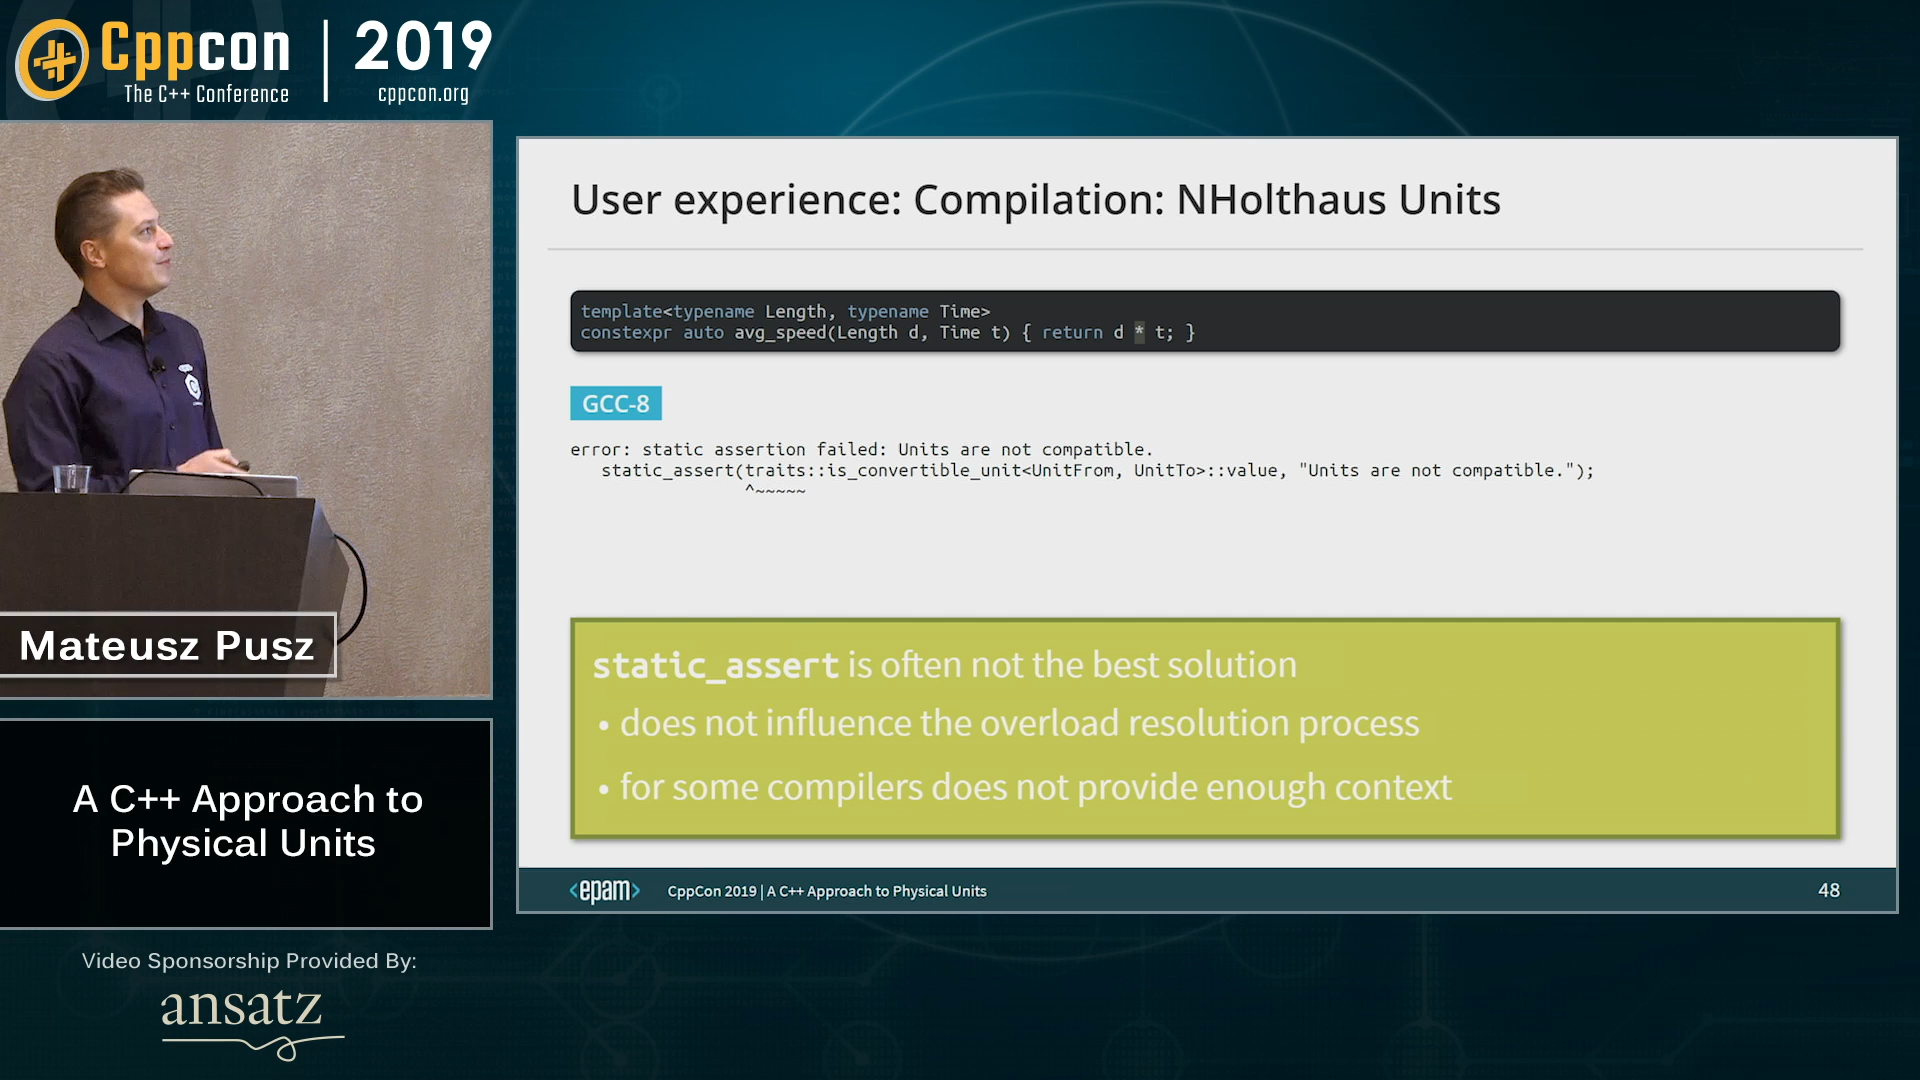 Cppcon
The C++ Conference
2019
cppcon.org
User experience: Compilation: NHolthaus Units
template<typename Length, typename Time>
constexpr auto avg_speed(Length d, Time t) { return d * t; }
GCC-8
error: static assertion failed: Units are not compatible.
static_assert(traits::is_convertible_unit<UnitFrom, UnitTo>::value, "Units are not compatible.");
^~~~~~
static_assert is often not the best solution
• does not influence the overload resolution process
• for some compilers does not provide enough context
<epam>
CppCon 2019 | A C++ Approach to Physical Units
48
Mateusz Pusz
A C++ Approach to
Physical Units
Video Sponsorship Provided By:
ansatz